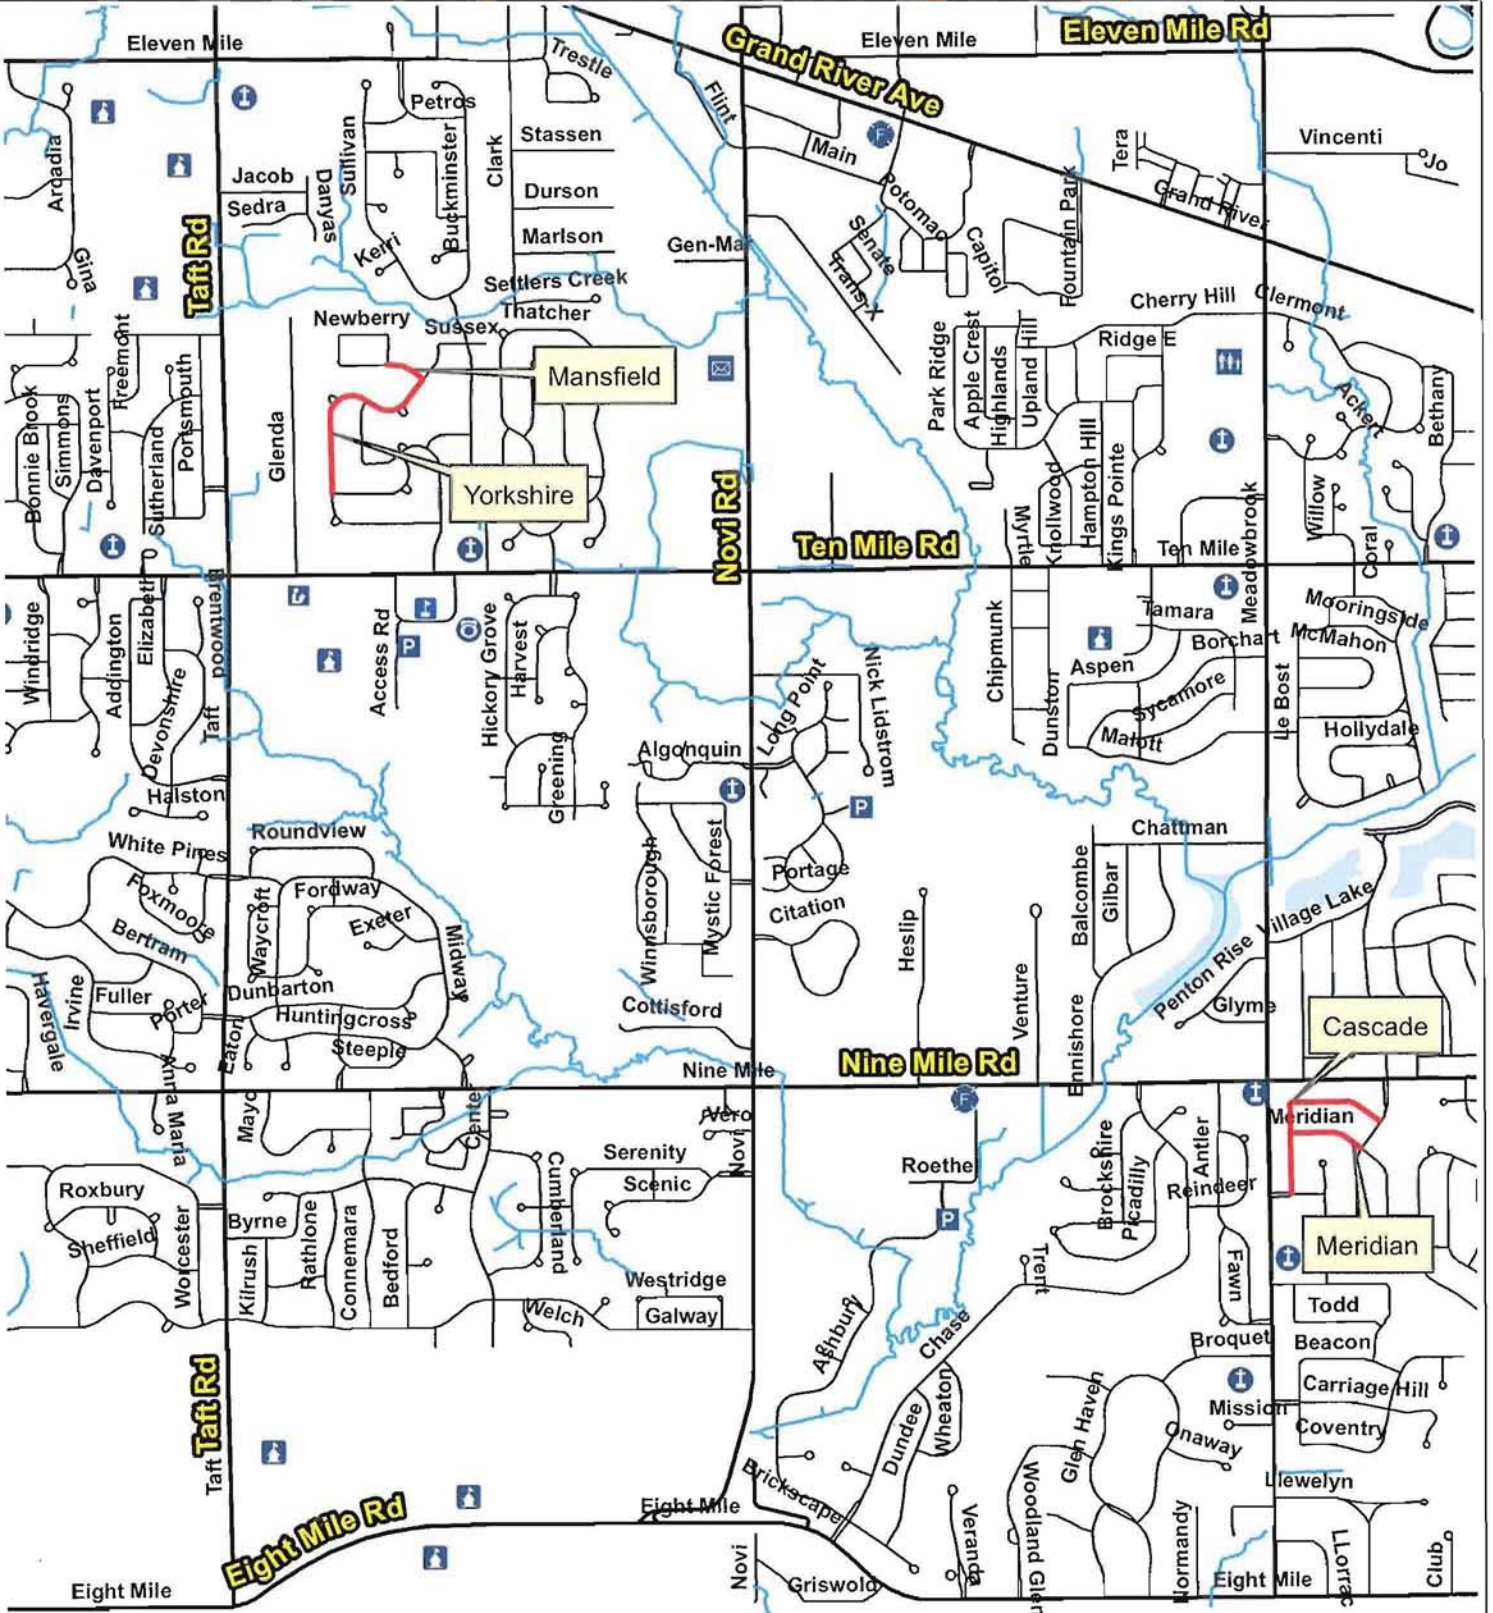 Eleven Mile
Grand River Ave
Eleven Mile
Eleven Mile Rd
Trestle
Flint
Petros
Arcadia
Sullivan
Buckminster
Clark
Stassen
F
Main
Tera
Vincenti
Jo
Jacob
Danyas
Sedra
Durson
Potomac
Grand River
Taft Rd
Kerri
Marlson
Gen-Mar
Senate
Trans-X
Capitol
Fountain Park
Gina
Settlers Creek
Thatcher
Cherry Hill
Clermont
Newberry
Sussex
Ridge E
Freemont
Portsmouth
Mansfield
Park Ridge
Apple Crest
Highlands
Upland Hill
Ackert
Bethany
Bonnie Brook
Simmons
Davenport
Sutherland
Glenda
Yorkshire
Novi Rd
Knollwood
Hampton Hill
Kings Pointe
Willow
Myrtle
Meadowbrook
Coral
Ten Mile Rd
Ten Mile
Windridge
Addington
Elizabeth
Brentwood
Access Rd
P
Hickory Grove
Harvest
Chipmunk
Tamara
Mooringside
Borchart
McMahon
Aspen
Devonshire
Taft
Long Point
Nick Lidstrom
Dunston
Sycamore
Le Bost
Malott
Hollydale
Algonquin
Greening
P
Halston
Roundview
Chattman
White Pines
Foxmoore
Fordway
Exeter
Winnsborough
Mystic Forest
Portage
Citation
Balcombe
Gilbar
Heslip
Village Lake
Bertram
Waycroft
Midway
Penton Rise
Venture
Havergale
Irvine
Fuller
Porter
Dunbarton
Huntingcross
Cottisford
Glyme
Ennishore
Eaton
Steeple
Cascade
Anna Maria
Nine Mile
Nine Mile Rd
F
Mayo
Center
Vero
Novi
Meridian
Antler
Brockshire
Picadilly
Reindeer
Serenity
Scenic
Roethe
Roxbury
Cumberland
P
Sheffield
Worcester
Byrne
Kilrush
Rathlone
Connemara
Bedford
Meridian
Trent
Fawn
Westridge
Welch
Galway
Todd
Ashbury
Chase
Broquet
Beacon
Taft Rd
Carriage Hill
Glen Haven
Mission
Coventry
Wheaton
Dundee
Onaway
Taft
Brickscape
Llewelyn
Eight Mile Rd
Eight Mile
Veranda
Woodland Glen
Normandy
LLorrac
Club
Eight Mile
Novi
Griswold
Eight Mile